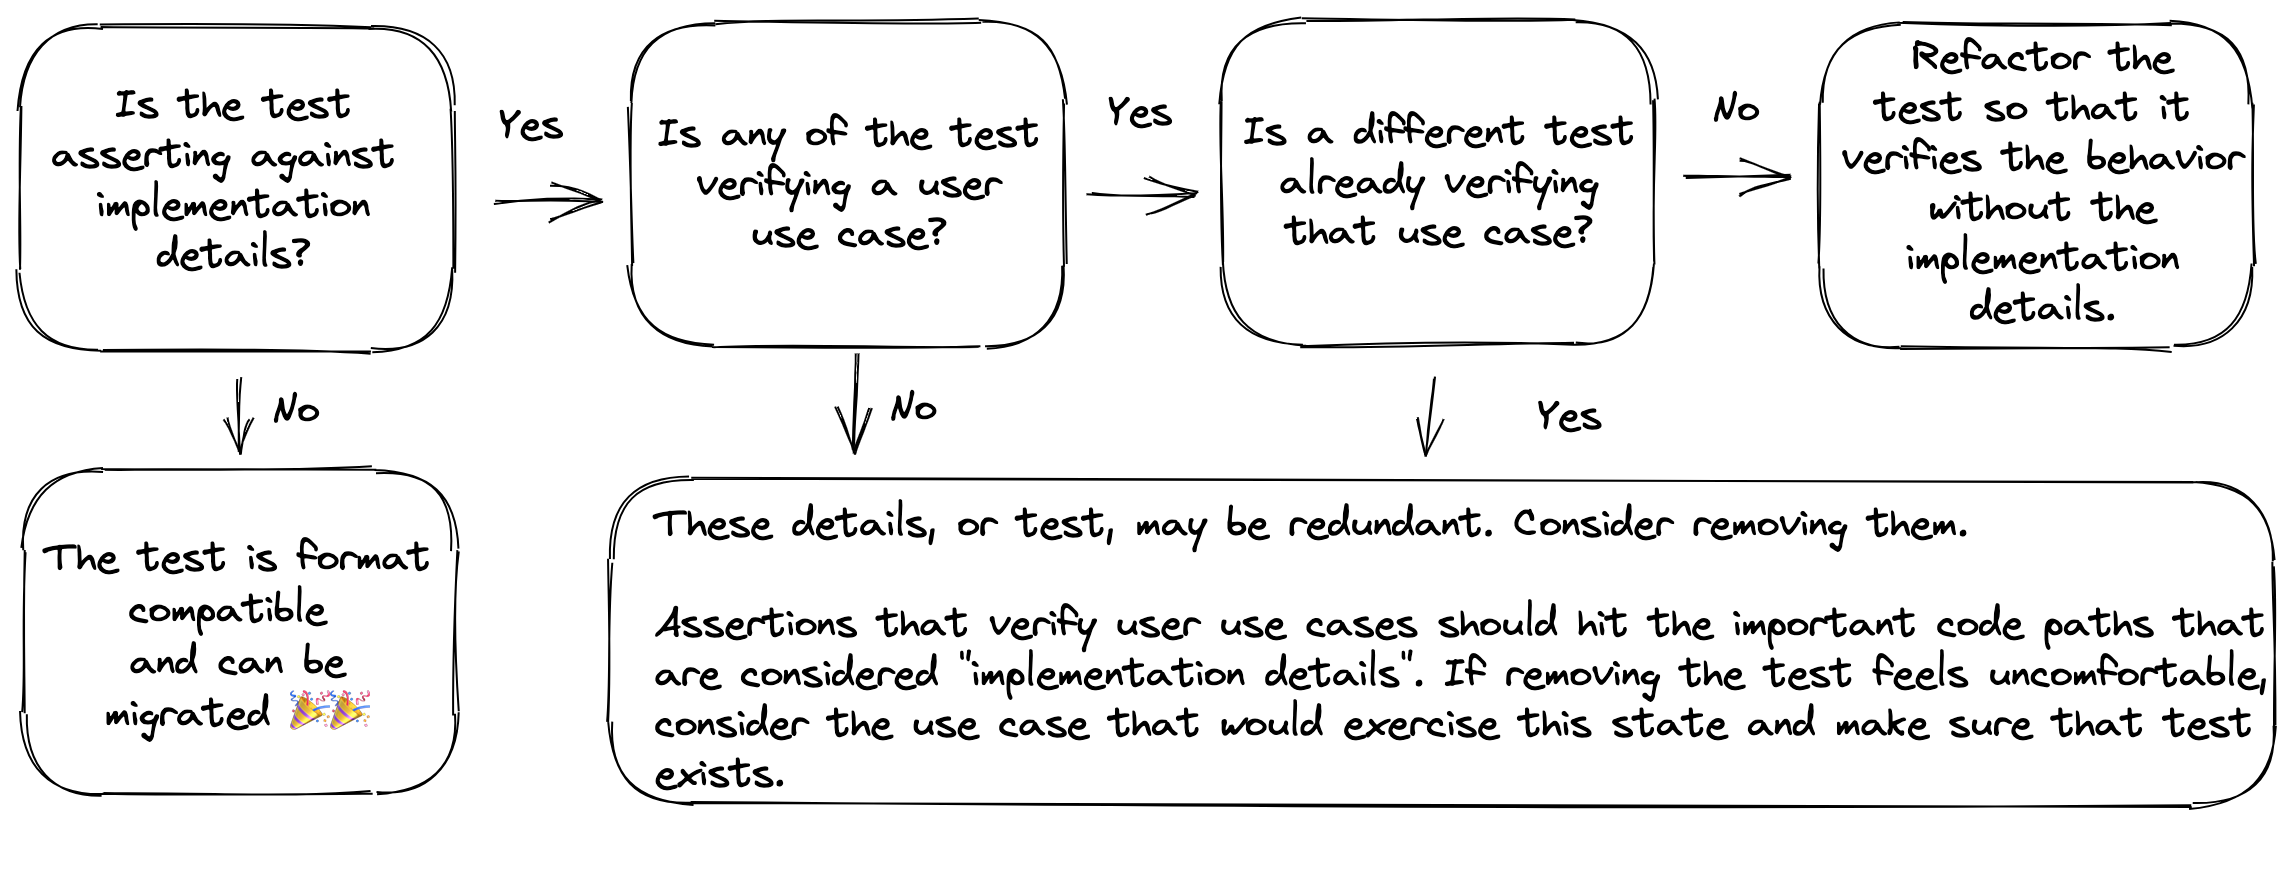 Is the test
asserting against
implementation
details?
Yes
Is any of the test
verifying a user
use case?
Yes
Is a different test
already verifying
that use case?
No
Refactor the
test so that it
verifies the behavior
without the
implementation
details.
No
No
Yes
The test is format
compatible
and can be
migrated 🎉🎉
These details, or test, may be redundant. Consider removing them.
Assertions that verify user use cases should hit the important code paths that
are considered "implementation details". If removing the test feels uncomfortable,
consider the use case that would exercise this state and make sure that test
exists.